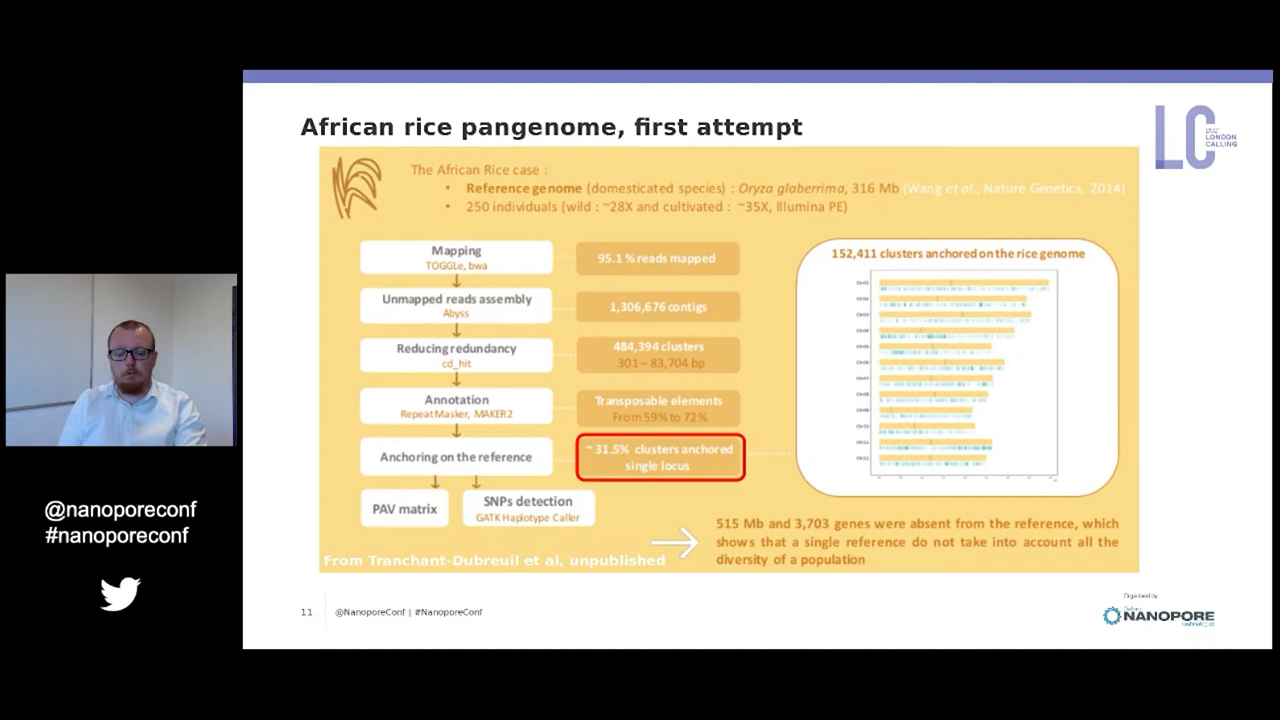 African rice pangenome, first attempt
LC
LONDON
CALLING
The African Rice case :
• Reference genome (domesticated species) : Oryza glaberrima, 316 Mb (Wang et al., Nature Genetics, 2014)
• 250 individuals (wild : ~28X and cultivated : ~35X, Illumina PE)
Mapping
TOGGLe, bwa
95.1 % reads mapped
Unmapped reads assembly
Abyss
1,306,676 contigs
Reducing redundancy
cd_hit
484,394 clusters
301 – 83,704 bp
Annotation
RepeatMasker, MAKER2
Transposable elements
From 59% to 72%
Anchoring on the reference
~ 31.5% clusters anchored
single locus
PAV matrix
SNPs detection
GATK Haplotype Caller
152,411 clusters anchored on the rice genome
515 Mb and 3,703 genes were absent from the reference, which
shows that a single reference do not take into account all the
diversity of a population
From Tranchant-Dubreuil et al, unpublished
@nanoporeconf
#nanoporeconf
11
@NanoporeConf | #NanoporeConf
Organised by
NANOPORE